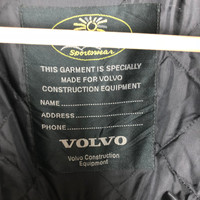 Sportswear
THIS GARMENT IS SPECIALLY
MADE FOR VOLVO
CONSTRUCTION EQUIPMENT
NAME
ADDRESS
PHONE
VOLVO
Volvo Construction
Equipment